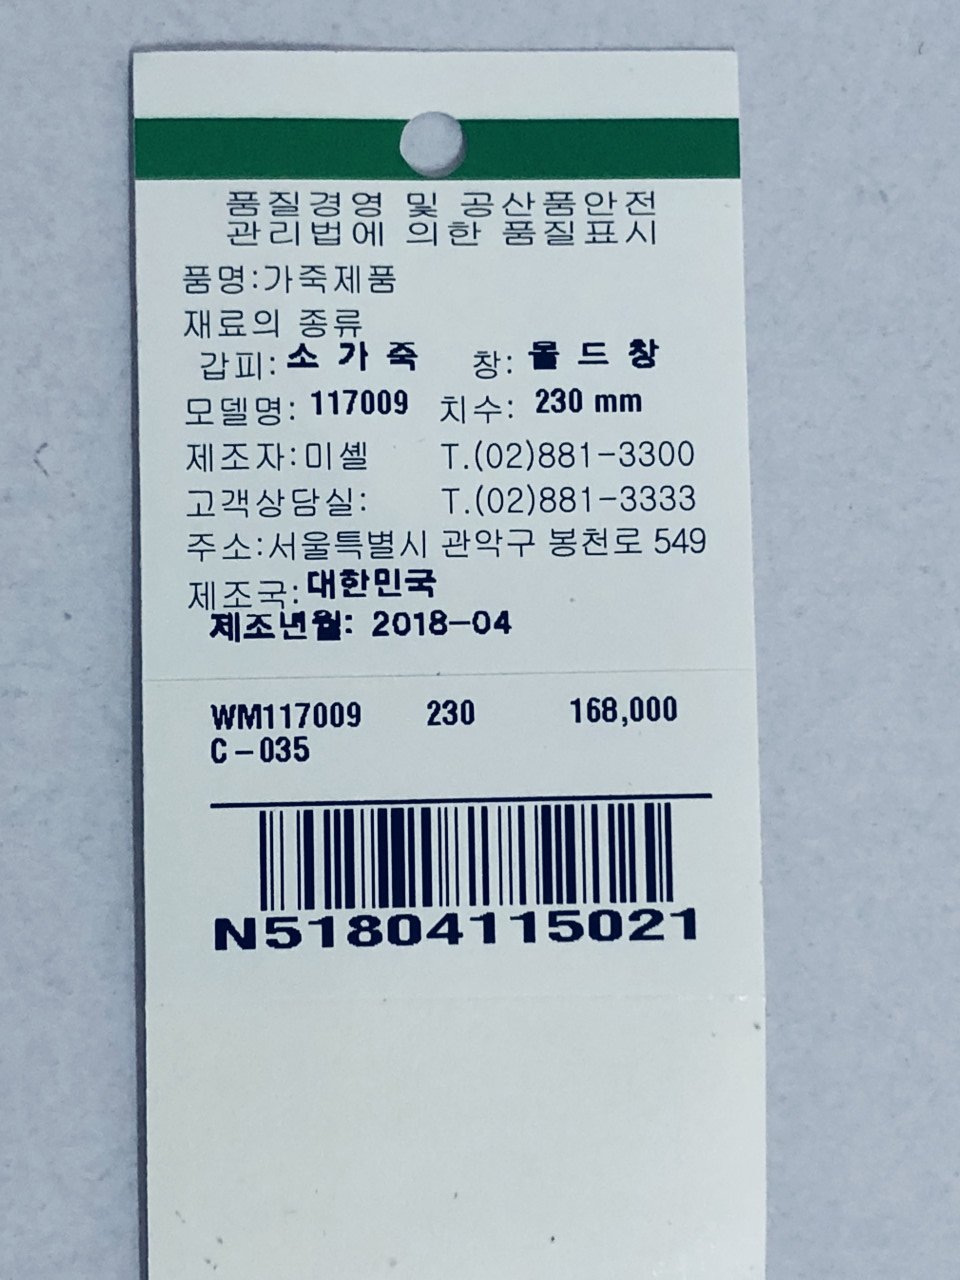 품질경영 및 공산품안전
관리법에 의한 품질표시
품명:가죽제품
재료의 종류
갑피: 소 가 죽 창: 몰 드 창
모델명: 117009 치수: 230 mm
제조자:미셸 T.(02)881-3300
고객상담실: T.(02)881-3333
주소:서울특별시 관악구 봉천로 549
제조국:대한민국
제조년월: 2018-04
WM117009 230 168,000
C-035
N51804115021